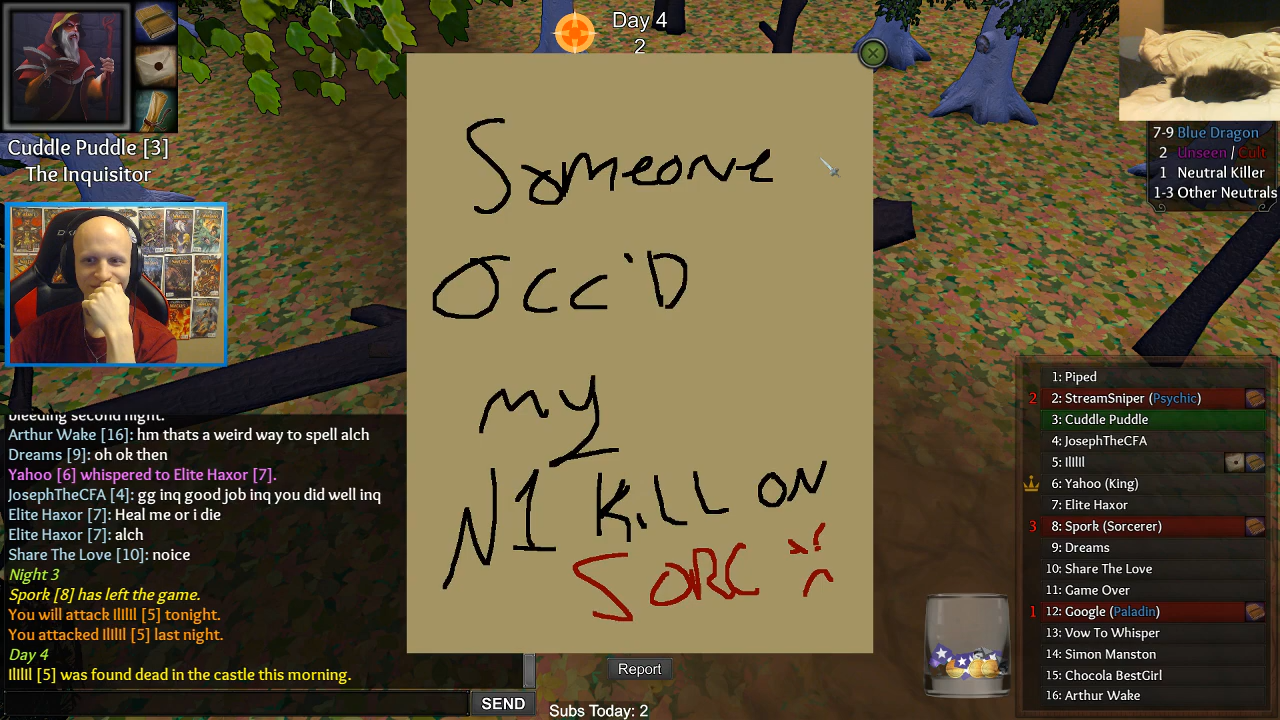 Day 4
2
Cuddle Puddle [3]
The Inquisitor
7-9 Blue Dragon
2 Unseen / Cult
1 Neutral Killer
1-3 Other Neutrals
Someone
OCC'D
my
N1 KILL ON
SORC :(
bleeding second night.
Arthur Wake [16]: hm thats a weird way to spell alch
Dreams [9]: oh ok then
Yahoo [6] whispered to Elite Haxor [7].
JosephTheCFA [4]: gg inq good job inq you did well inq
Elite Haxor [7]: Heal me or i die
Elite Haxor [7]: alch
Share The Love [10]: noice
Night 3
Spork [8] has left the game.
You will attack IlIlIl [5] tonight.
You attacked IlIlIl [5] last night.
Day 4
IlIlIl [5] was found dead in the castle this morning.
SEND
Report
Subs Today: 2
1: Piped
2 2: StreamSniper (Psychic)
3: Cuddle Puddle
4: JosephTheCFA
5: IlIlIl
6: Yahoo (King)
7: Elite Haxor
3 8: Spork (Sorcerer)
9: Dreams
10: Share The Love
11: Game Over
1 12: Google (Paladin)
13: Vow To Whisper
14: Simon Manston
15: Chocola BestGirl
16: Arthur Wake